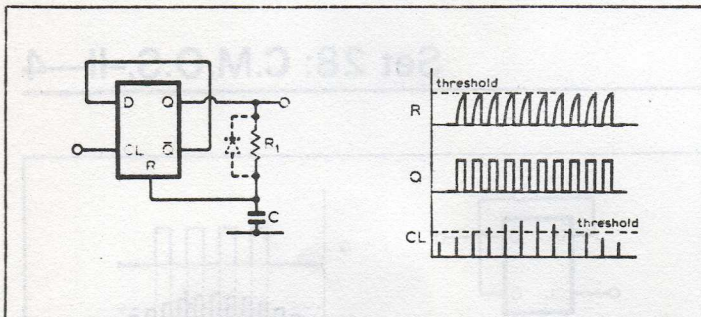 Set 28: C.M.O.S.-II—4
D Q
CL Q̄
R
R₁
C
threshold
R
Q
threshold
CL